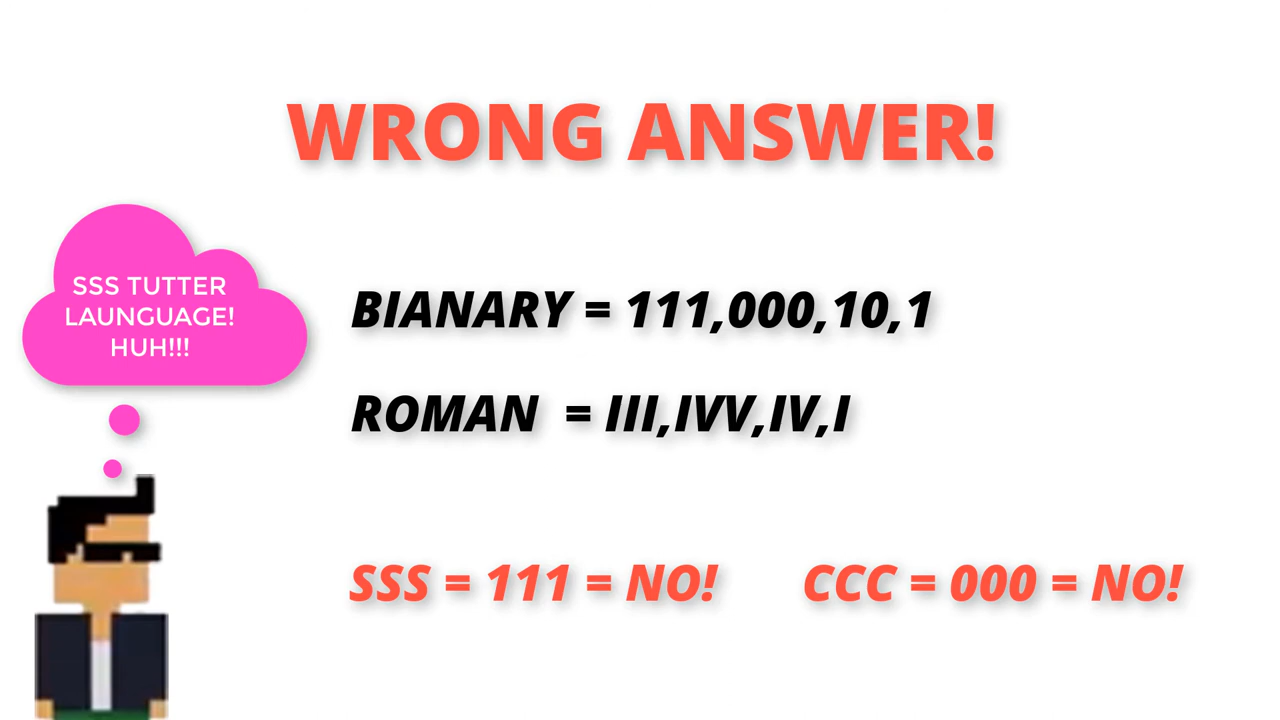 WRONG ANSWER!
SSS TUTTER
LAUNGUAGE!
HUH!!!
BIANARY = 111,000,10,1
ROMAN = III,IVV,IV,I
SSS = 111 = NO!
CCC = 000 = NO!